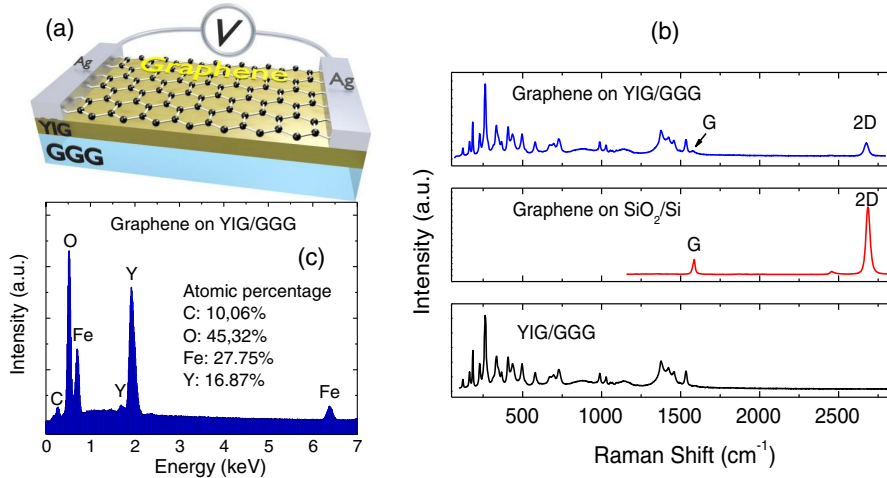 (a)
V
Ag
Graphene
Ag
YIG
GGG
(b)
Graphene on YIG/GGG
G
2D
Graphene on SiO₂/Si
G
2D
YIG/GGG
Intensity (a.u.)
500 1000 1500 2000 2500
Raman Shift (cm⁻¹)
Graphene on YIG/GGG
(c)
O
Y
Fe
Atomic percentage
C: 10,06%
O: 45,32%
Fe: 27.75%
Y: 16.87%
C
Y
Fe
Intensity (a.u.)
0 1 2 3 4 5 6 7
Energy (keV)